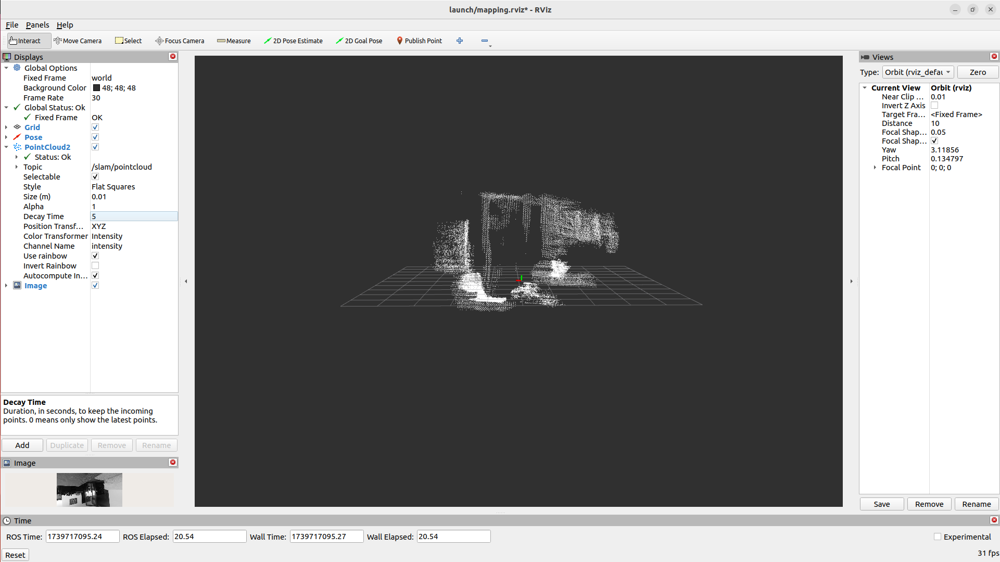 launch/mapping.rviz* - RViz
File Panels Help
Interact Move Camera Select Focus Camera Measure 2D Pose Estimate 2D Goal Pose Publish Point
Displays
Global Options
Fixed Frame world
Background Color 48; 48; 48
Frame Rate 30
Global Status: Ok
Fixed Frame OK
Grid
Pose
PointCloud2
Status: Ok
Topic /slam/pointcloud
Selectable
Style Flat Squares
Size (m) 0.01
Alpha 1
Decay Time 5
Position Transf... XYZ
Color Transformer Intensity
Channel Name intensity
Use rainbow
Invert Rainbow
Autocompute In...
Image
Decay Time
Duration, in seconds, to keep the incoming
points. 0 means only show the latest points.
Add Duplicate Remove Rename
Image
Views
Type: Orbit (rviz_defau Zero
Current View Orbit (rviz)
Near Clip ... 0.01
Invert Z Axis
Target Fra... <Fixed Frame>
Distance 10
Focal Shap... 0.05
Focal Shap...
Yaw 3.11856
Pitch 0.134797
Focal Point 0; 0; 0
Save Remove Rename
Time
ROS Time: 1739717095.24 ROS Elapsed: 20.54 Wall Time: 1739717095.27 Wall Elapsed: 20.54 Experimental
Reset 31 fps